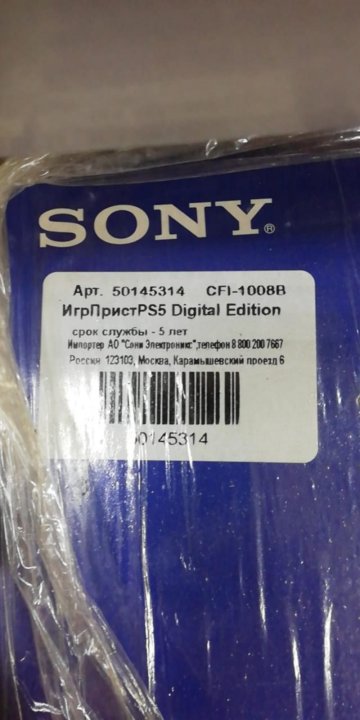 SONY®
Арт. 50145314 CFI-1008B
ИгрПристPS5 Digital Edition
срок службы - 5 лет
Импортер АО "Сони Электроникс",телефон 8 800 200 7667
Россия 123103, Москва, Карамышевский проезд 6
50145314